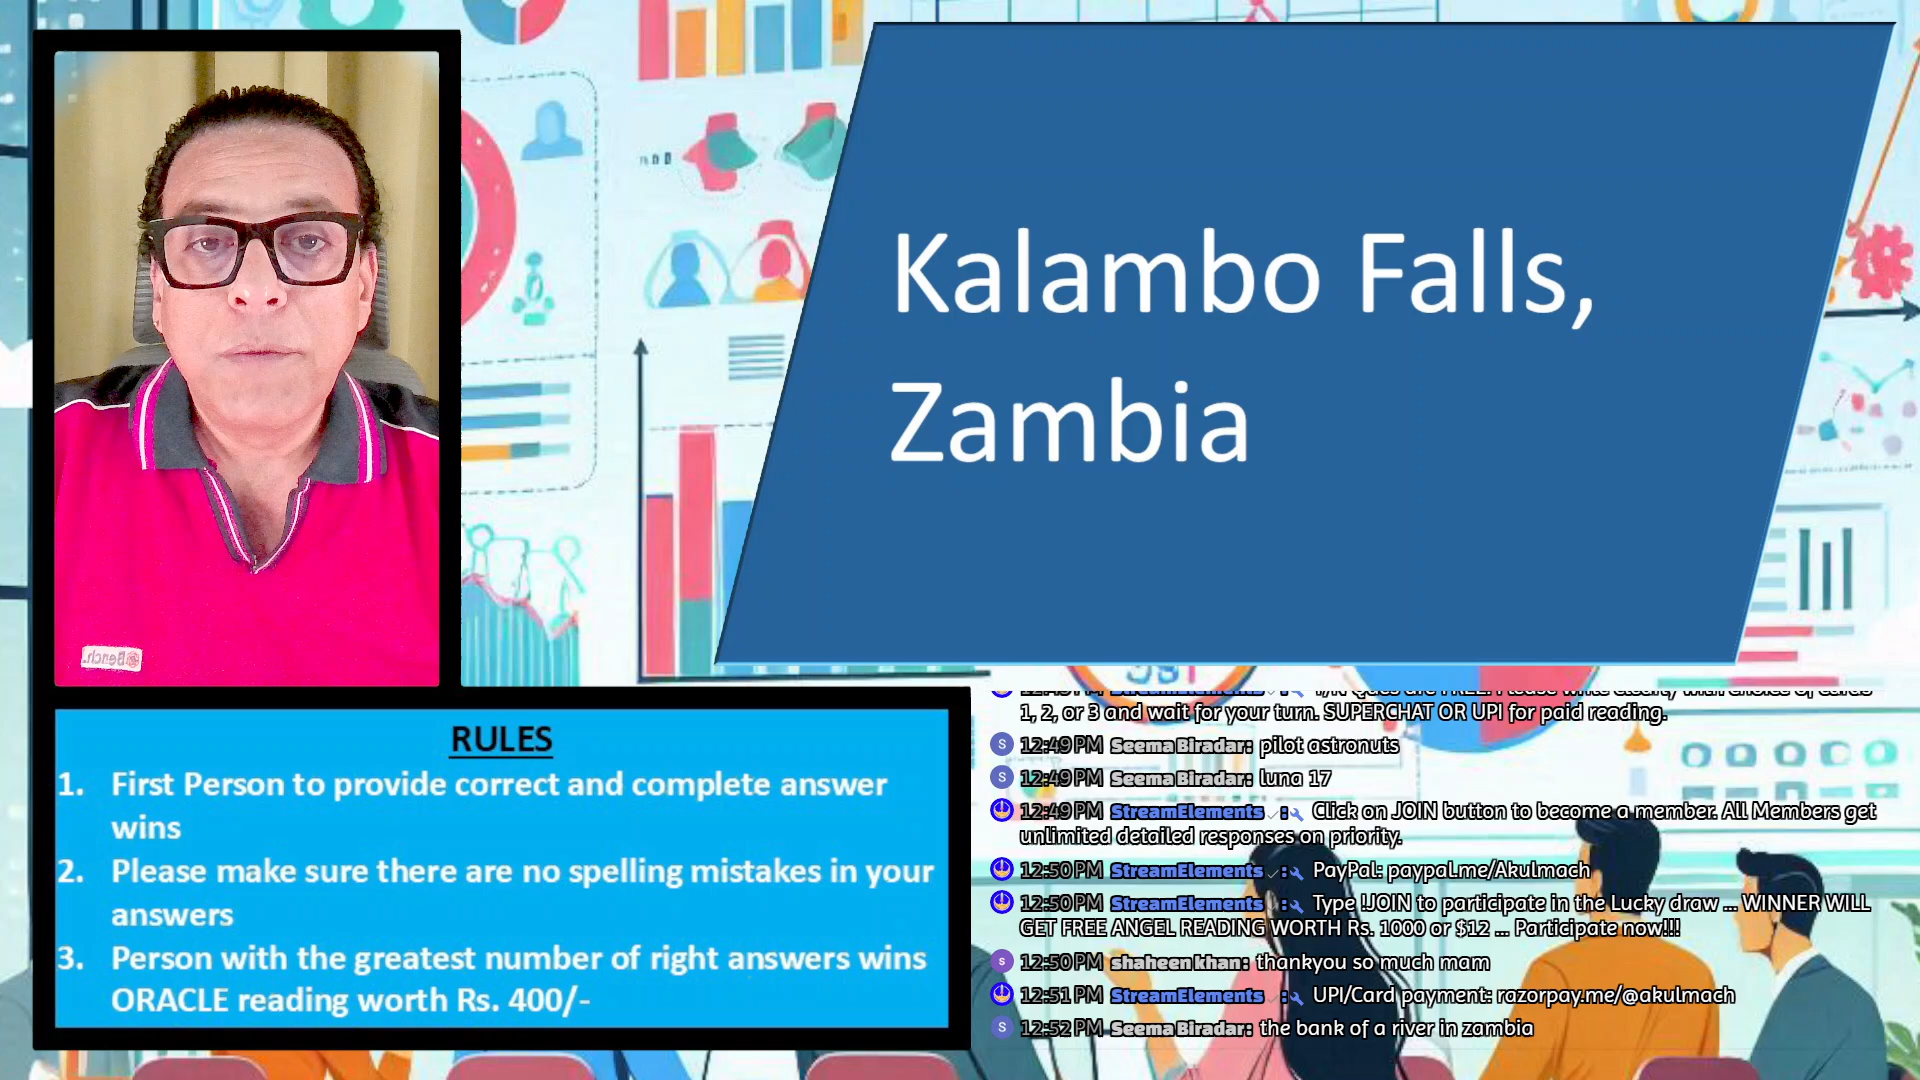 Kalambo Falls,
Zambia
Bench.
RULES
1. First Person to provide correct and complete answer
wins
2. Please make sure there are no spelling mistakes in your
answers
3. Person with the greatest number of right answers wins
ORACLE reading worth Rs. 400/-
1, 2, or 3 and wait for your turn. SUPERCHAT OR UPI for paid reading.
S 12:49 PM Seema Biradar: pilot astronuts
S 12:49 PM Seema Biradar: luna 17
12:49 PM StreamElements : Click on JOIN button to become a member. All Members get
unlimited detailed responses on priority.
12:50 PM StreamElements : PayPal: paypal.me/Akulmach
12:50 PM StreamElements : Type !JOIN to participate in the Lucky draw ... WINNER WILL
GET FREE ANGEL READING WORTH Rs. 1000 or $12 ... Participate now!!!
s 12:50 PM shaheen khan: thankyou so much mam
12:51 PM StreamElements : UPI/Card payment: razorpay.me/@akulmach
S 12:52 PM Seema Biradar: the bank of a river in zambia